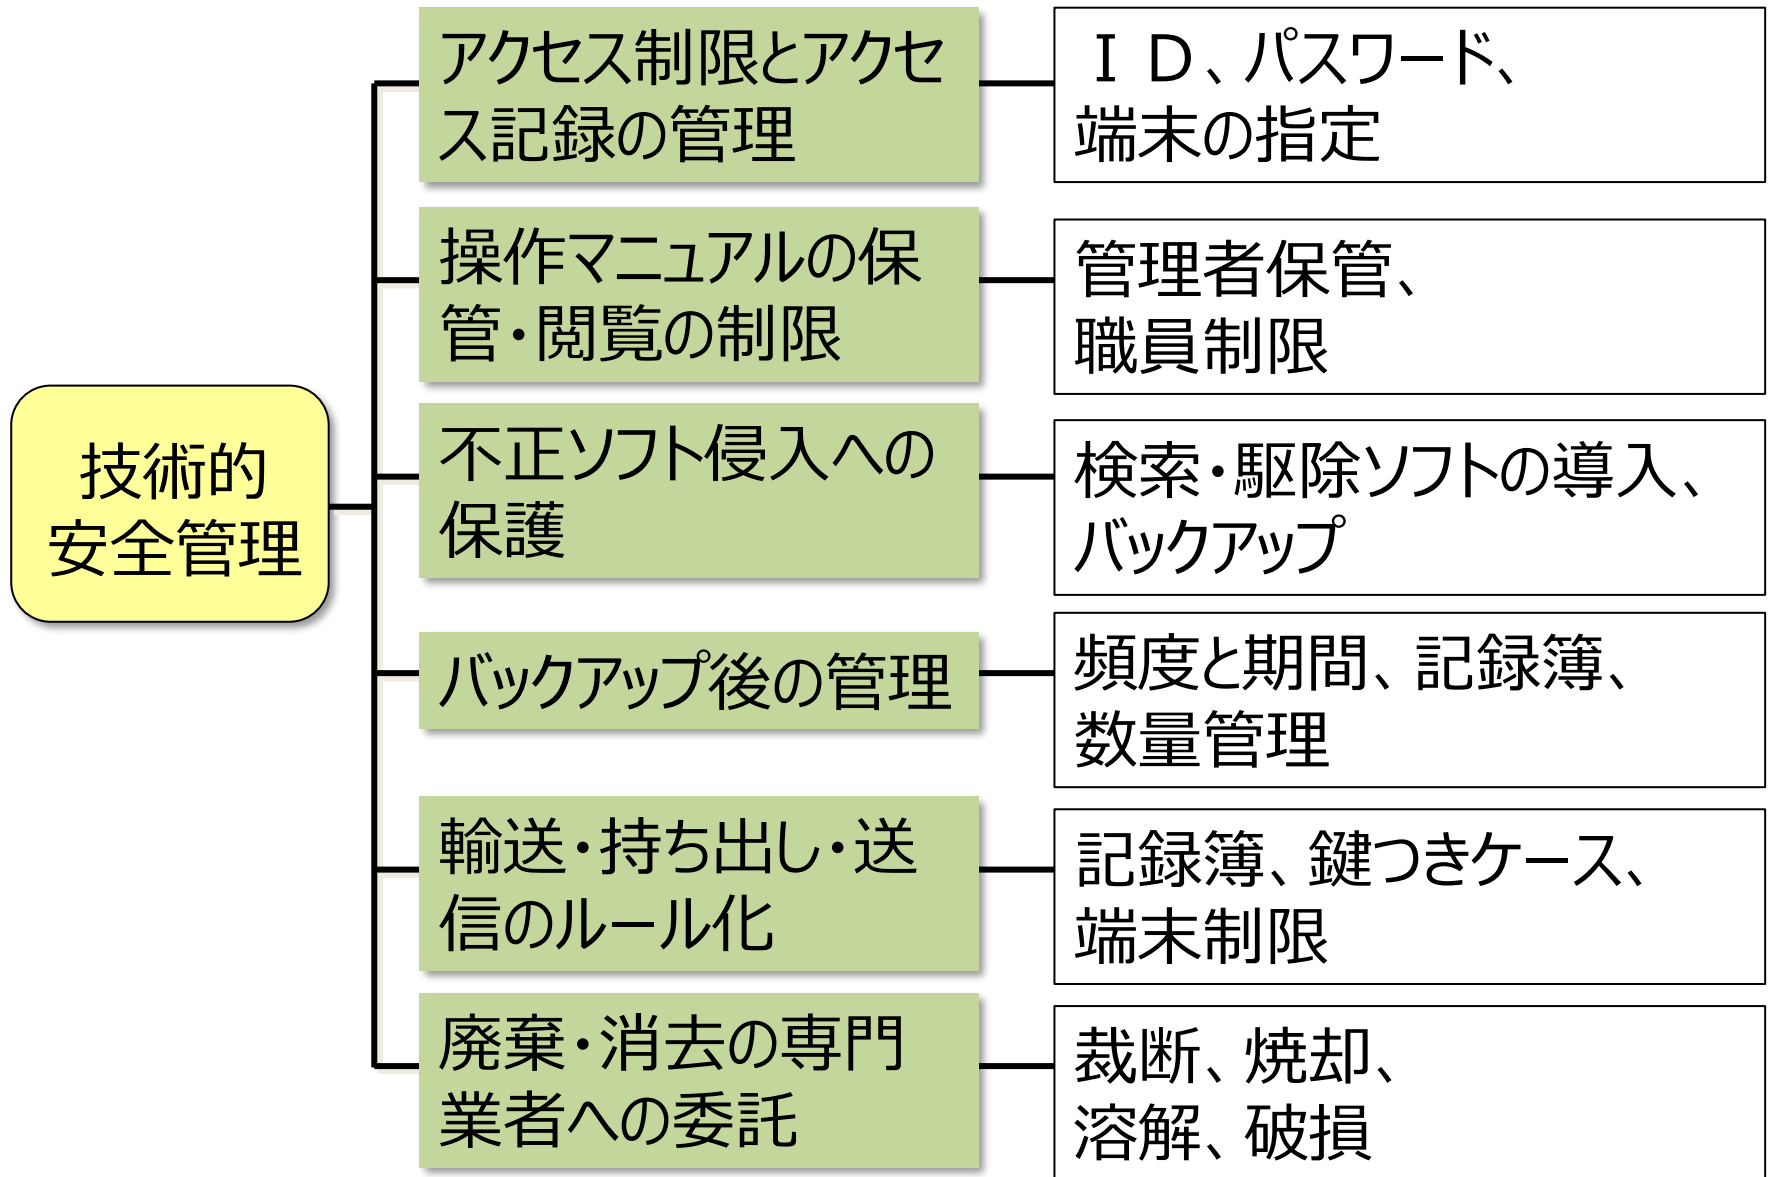 技術的
安全管理
アクセス制限とアクセ
ス記録の管理
ＩＤ、パスワード、
端末の指定
操作マニュアルの保
管・閲覧の制限
管理者保管、
職員制限
不正ソフト侵入への
保護
検索・駆除ソフトの導入、
バックアップ
バックアップ後の管理
頻度と期間、記録簿、
数量管理
輸送・持ち出し・送
信のルール化
記録簿、鍵つきケース、
端末制限
廃棄・消去の専門
業者への委託
裁断、焼却、
溶解、破損